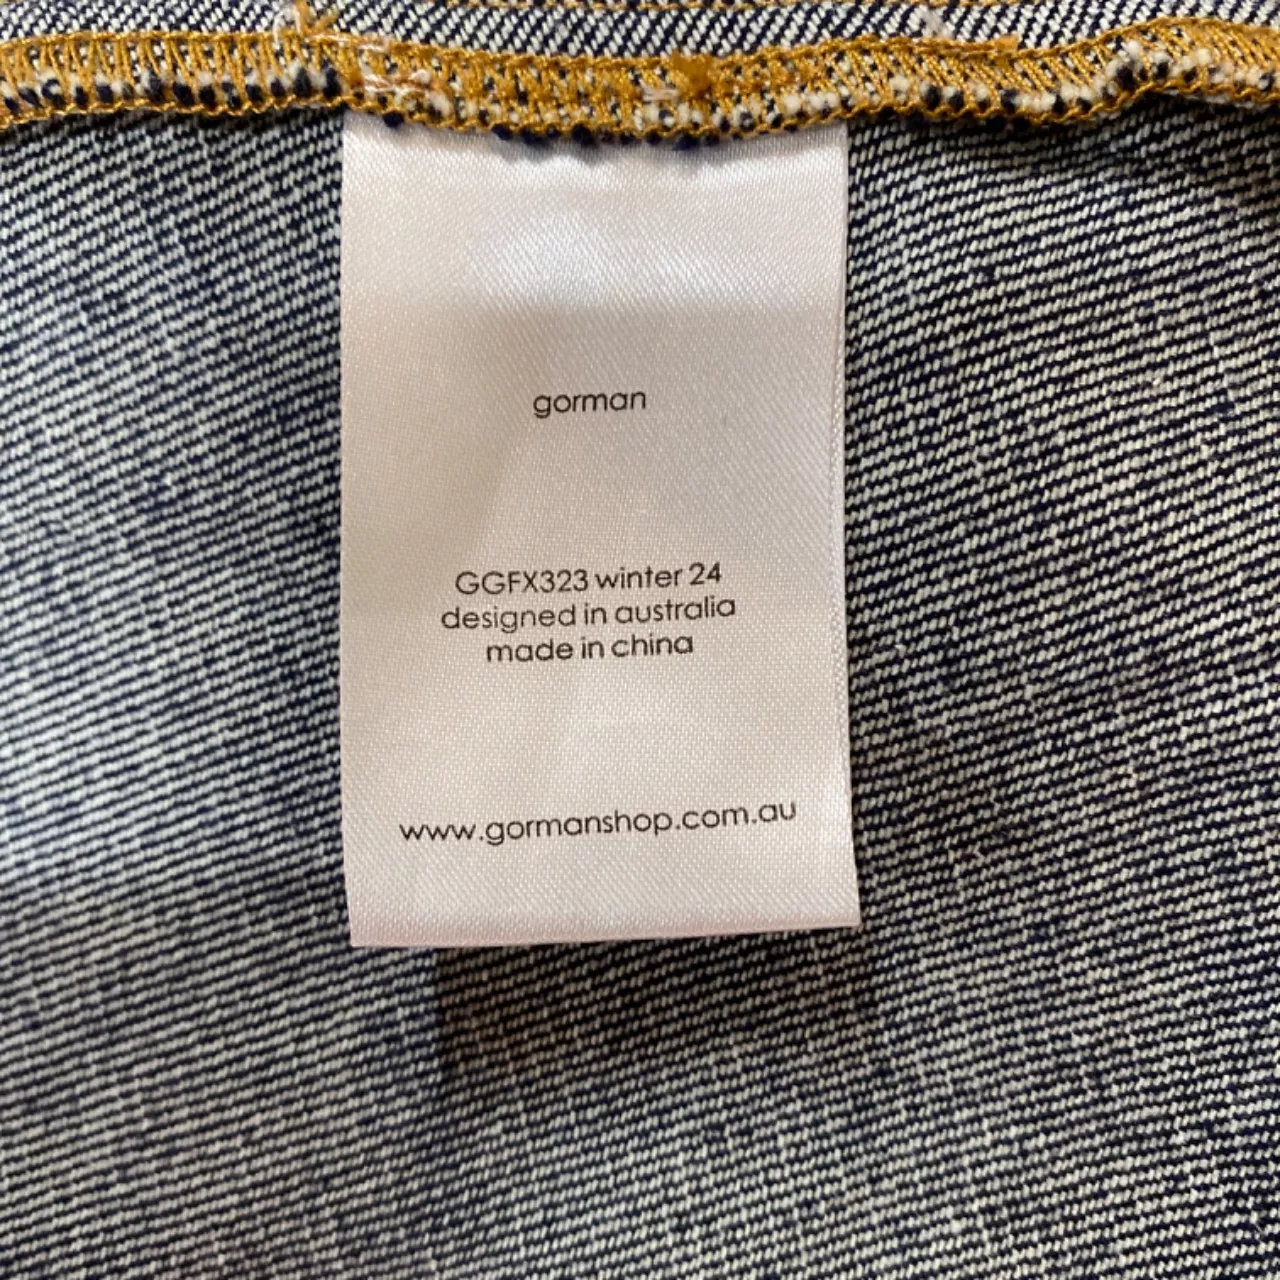 gorman
GGFX323 winter 24
designed in australia
made in china
www.gormanshop.com.au